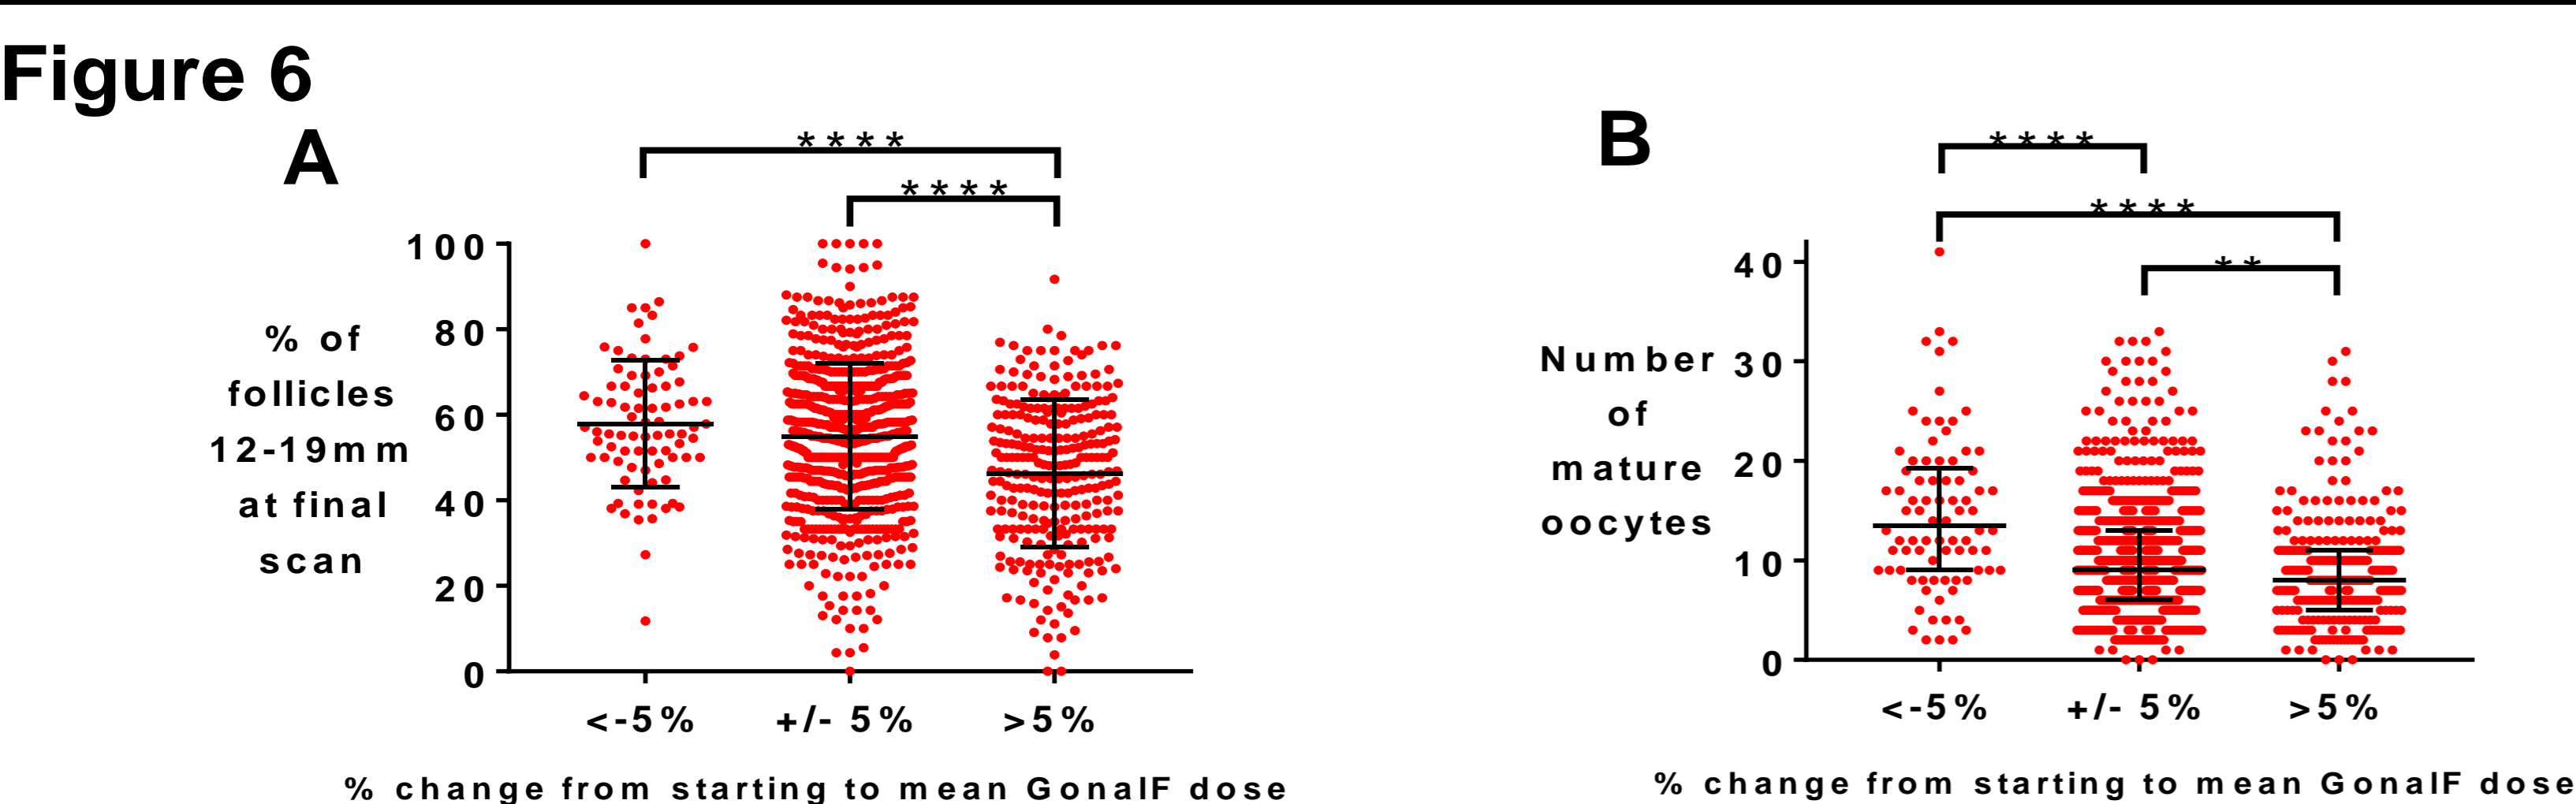 Figure 6
A
****
****
100
80
60
40
20
0
% of
follicles
12-19mm
at final
scan
<-5% +/- 5% >5%
% change from starting to mean GonalF dose
B
****
****
**
40
30
20
10
0
Number
of
mature
oocytes
<-5% +/- 5% >5%
% change from starting to mean GonalF dose